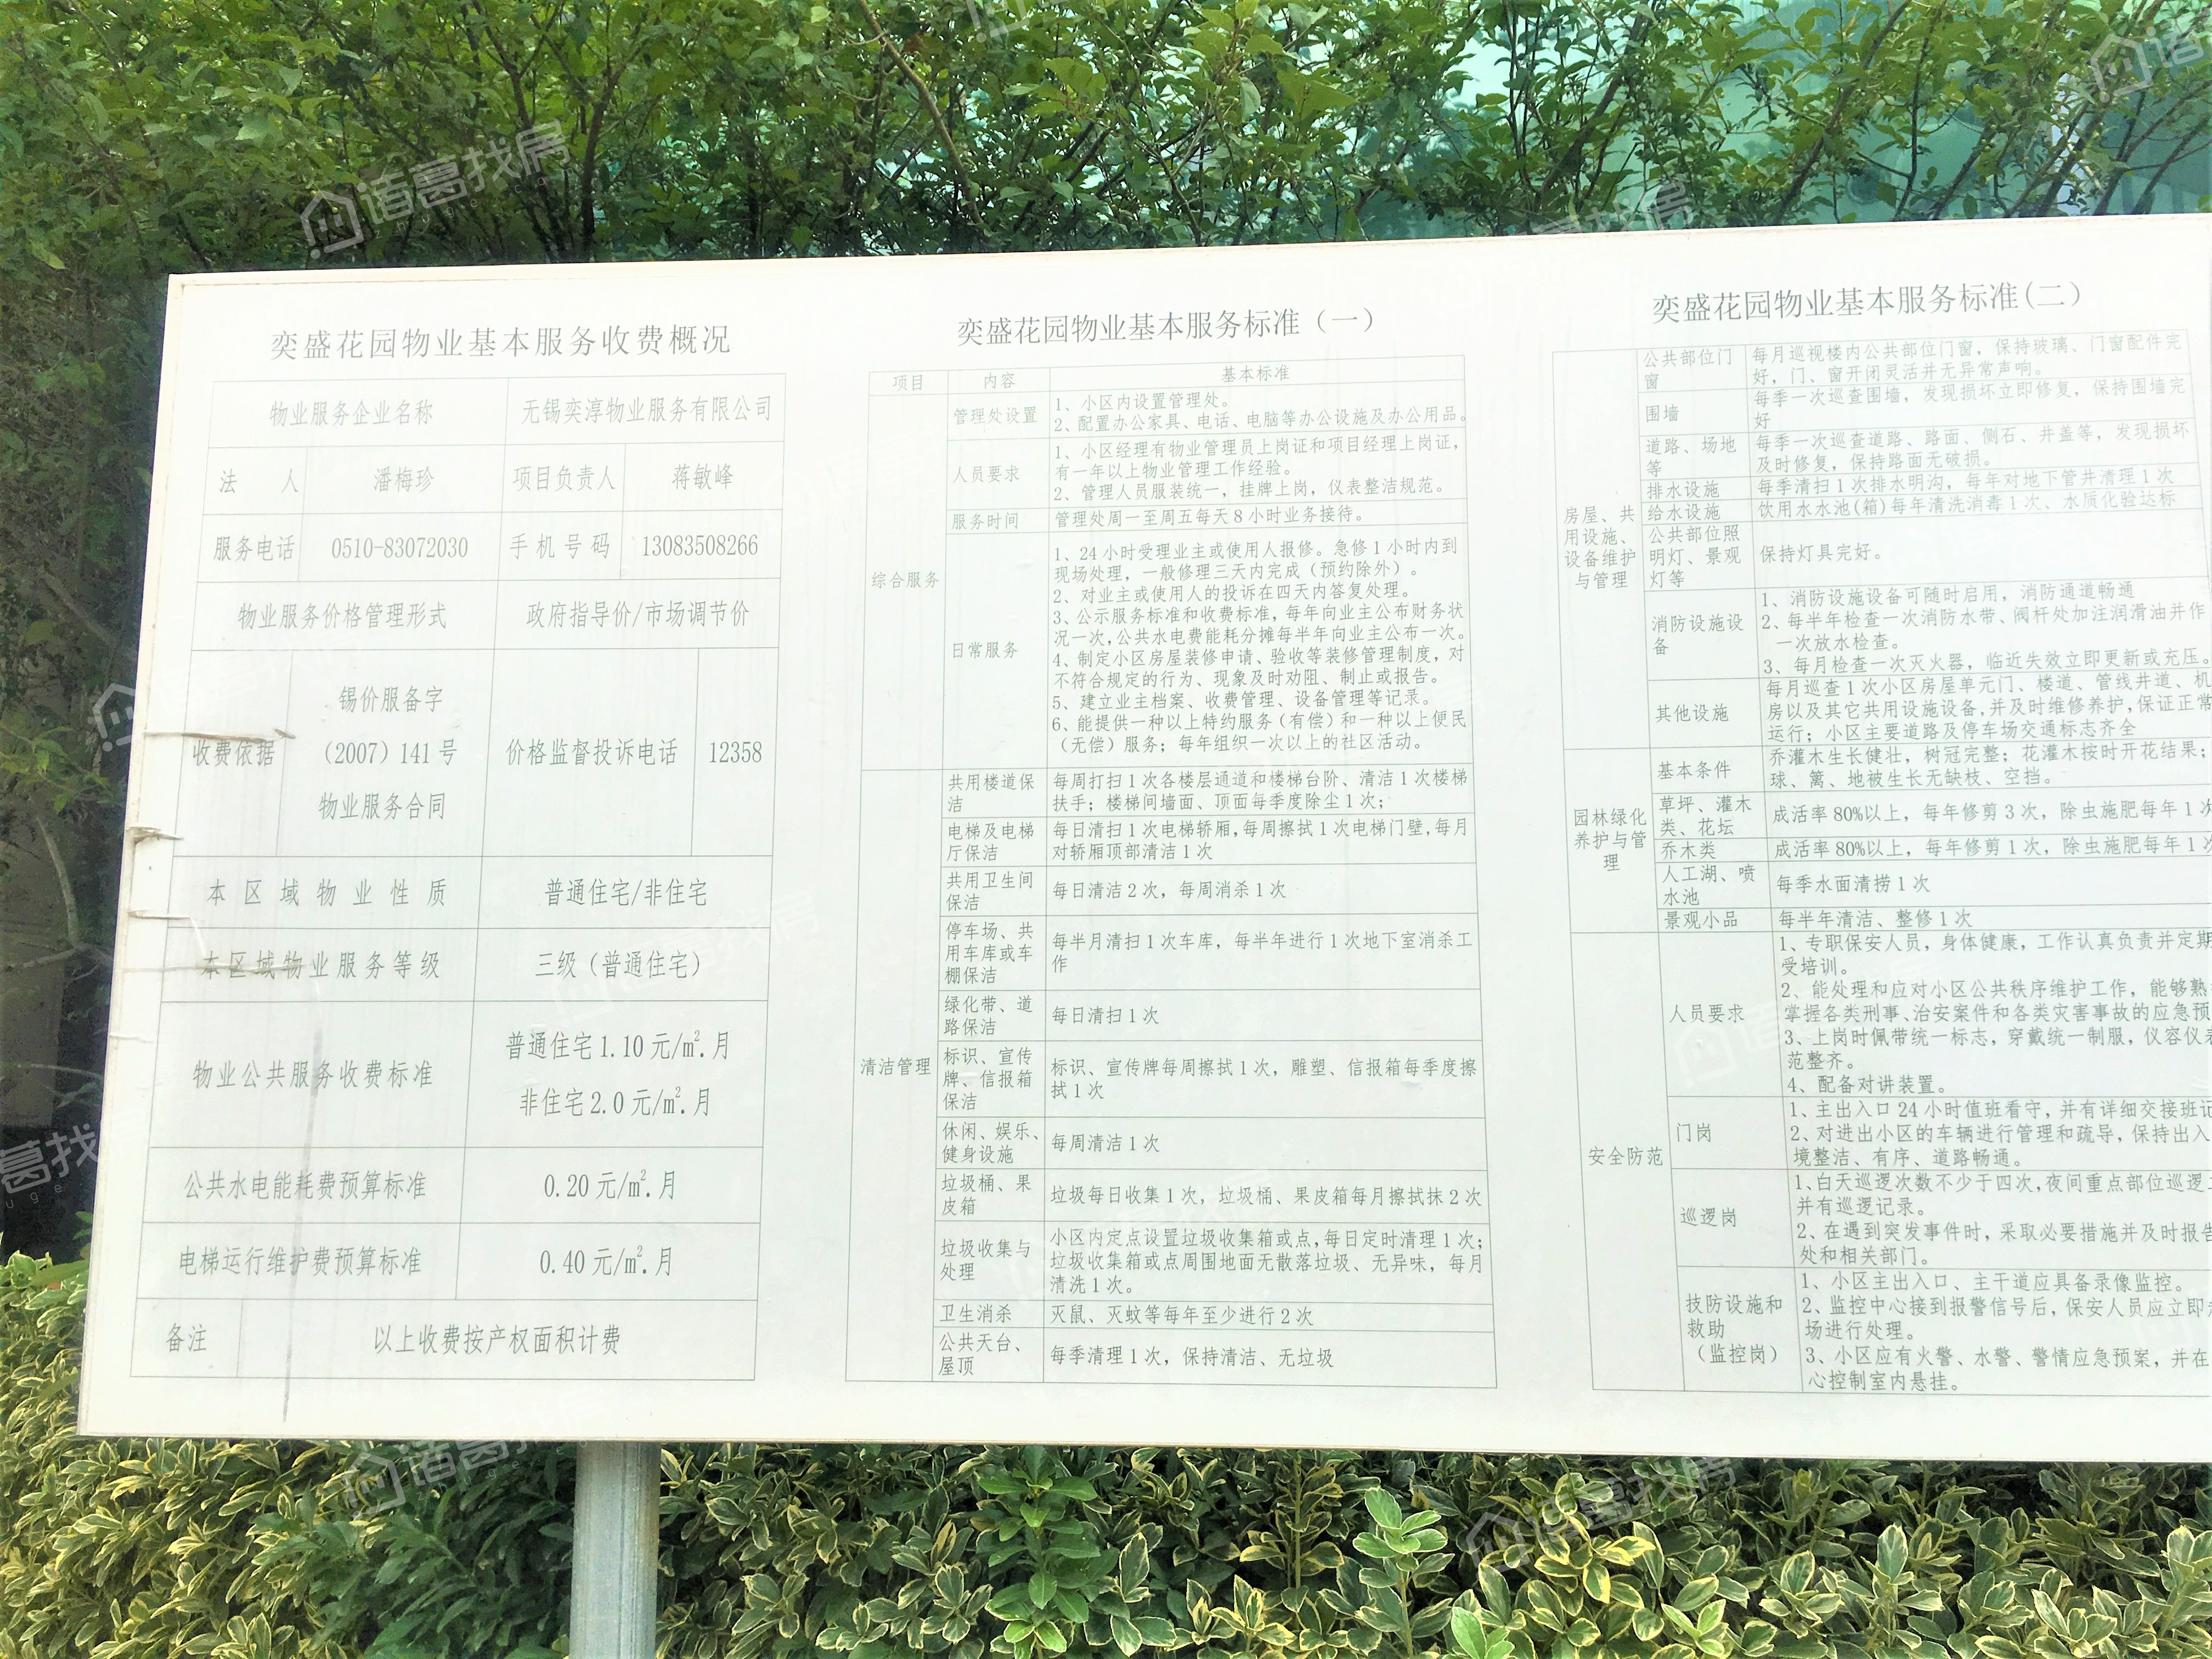 奕盛花园物业基本服务收费概况
物业服务企业名称 无锡奕淳物业服务有限公司
法 人 潘梅珍 项目负责人 蒋敏峰
服务电话 0510-83072030 手机号码 13083508266
物业服务价格管理形式 政府指导价/市场调节价
收费依据 锡价服备字
（2007）141号
物业服务合同
价格监督投诉电话 12358
本区域物业性质 普通住宅/非住宅
本区域物业服务等级 三级（普通住宅）
物业公共服务收费标准 普通住宅1.10元/㎡.月
非住宅2.0元/㎡.月
公共水电能耗费预算标准 0.20元/㎡.月
电梯运行维护费预算标准 0.40元/㎡.月
备注 以上收费按产权面积计费
奕盛花园物业基本服务标准（一）
项目 内容 基本标准
综合服务
管理处设置
1、小区内设置管理处。
2、配置办公家具、电话、电脑等办公设施及办公用品。
人员要求
1、小区经理有物业管理员上岗证和项目经理上岗证，
有一年以上物业管理工作经验。
2、管理人员服装统一，挂牌上岗，仪表整洁规范。
服务时间 管理处周一至周五每天8小时业务接待。
日常服务
1、24小时受理业主或使用人报修。急修1小时内到
现场处理，一般修理三天内完成（预约除外）。
2、对业主或使用人的投诉在四天内答复处理。
3、公示服务标准和收费标准，每年向业主公布财务状
况一次，公共水电费能耗分摊每半年向业主公布一次。
4、制定小区房屋装修申请、验收等装修管理制度，对
不符合规定的行为、现象及时劝阻、制止或报告。
5、建立业主档案、收费管理、设备管理等记录。
6、能提供一种以上特约服务（有偿）和一种以上便民
（无偿）服务；每年组织一次以上的社区活动。
清洁管理
共用楼道保
洁
每周打扫1次各楼层通道和楼梯台阶、清洁1次楼梯
扶手；楼梯间墙面、顶面每季度除尘1次；
电梯及电梯
厅保洁
每日清扫1次电梯轿厢，每周擦拭1次电梯门壁，每月
对轿厢顶部清洁1次
共用卫生间
保洁
每日清洁2次，每周消杀1次
停车场、共
用车库或车
棚保洁
每半月清扫1次车库，每半年进行1次地下室消杀工
作
绿化带、道
路保洁
每日清扫1次
标识、宣传
牌、信报箱
保洁
标识、宣传牌每周擦拭1次，雕塑、信报箱每季度擦
拭1次
休闲、娱乐、
健身设施
每周清洁1次
垃圾桶、果
皮箱
垃圾每日收集1次，垃圾桶、果皮箱每月擦拭抹2次
垃圾收集与
处理
小区内定点设置垃圾收集箱或点，每日定时清理1次；
垃圾收集箱或点周围地面无散落垃圾、无异味，每月
清洗1次。
卫生消杀 灭鼠、灭蚊等每年至少进行2次
公共天台、
屋顶
每季清理1次，保持清洁、无垃圾
奕盛花园物业基本服务标准(二)
房屋、共
用设施、
设备维护
与管理
公共部位门
窗
每月巡视楼内公共部位门窗，保持玻璃、门窗配件完
好，门、窗开闭灵活并无异常声响。
围墙
每季一次巡查围墙，发现损坏立即修复，保持围墙完
好
道路、场地
等
每季一次巡查道路、路面、侧石、井盖等，发现损坏
及时修复，保持路面无破损。
排水设施 每季清扫1次排水明沟，每年对地下管井清理1次
给水设施 饮用水水池(箱)每年清洗消毒1次、水质化验达标
公共部位照
明灯、景观
灯等
保持灯具完好。
消防设施设
备
1、消防设施设备可随时启用，消防通道畅通
2、每半年检查一次消防水带、阀杆处加注润滑油并作
一次放水检查。
3、每月检查一次灭火器，临近失效立即更新或充压。
其他设施
每月巡查1次小区房屋单元门、楼道、管线井道、机
房以及其它共用设施设备，并及时维修养护，保证正常
运行；小区主要道路及停车场交通标志齐全
园林绿化
养护与管
理
基本条件
乔灌木生长健壮，树冠完整；花灌木按时开花结果；
球、篱、地被生长无缺枝、空挡。
草坪、灌木
类、花坛
成活率80%以上，每年修剪3次，除虫施肥每年1次
乔木类 成活率80%以上，每年修剪1次，除虫施肥每年1次
人工湖、喷
水池
每季水面清捞1次
景观小品 每半年清洁、整修1次
安全防范
人员要求
1、专职保安人员，身体健康，工作认真负责并定期
受培训。
2、能处理和应对小区公共秩序维护工作，能够熟
掌握各类刑事、治安案件和各类灾害事故的应急预
3、上岗时佩带统一标志，穿戴统一制服，仪容仪表
范整齐。
4、配备对讲装置。
门岗
1、主出入口24小时值班看守，并有详细交接班记
2、对进出小区的车辆进行管理和疏导，保持出入
境整洁、有序、道路畅通。
巡逻岗
1、白天巡逻次数不少于四次，夜间重点部位巡逻
并有巡逻记录。
2、在遇到突发事件时，采取必要措施并及时报告
处和相关部门。
技防设施和
救助
（监控岗）
1、小区主出入口、主干道应具备录像监控。
2、监控中心接到报警信号后，保安人员应立即
场进行处理。
3、小区应有火警、水警、警情应急预案，并在
心控制室内悬挂。
诸葛找房